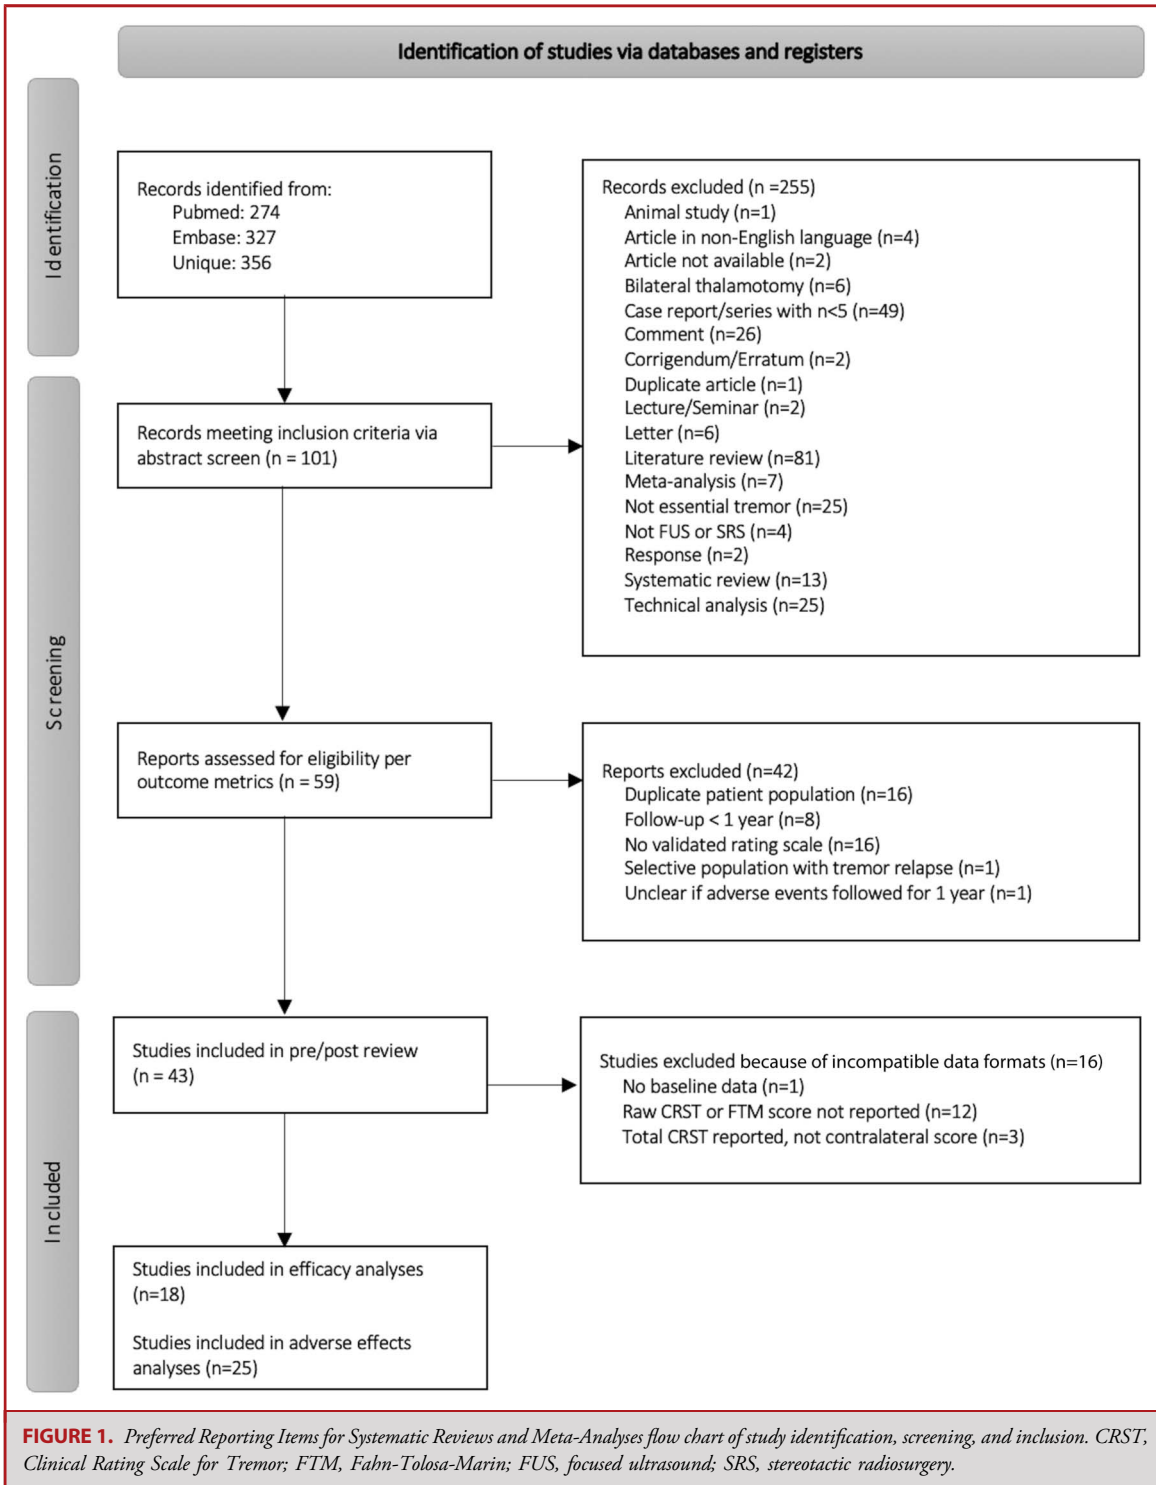 Identification of studies via databases and registers
Identification
Records identified from:
Pubmed: 274
Embase: 327
Unique: 356
Records excluded (n =255)
Animal study (n=1)
Article in non-English language (n=4)
Article not available (n=2)
Bilateral thalamotomy (n=6)
Case report/series with n<5 (n=49)
Comment (n=26)
Corrigendum/Erratum (n=2)
Duplicate article (n=1)
Lecture/Seminar (n=2)
Letter (n=6)
Literature review (n=81)
Meta-analysis (n=7)
Not essential tremor (n=25)
Not FUS or SRS (n=4)
Response (n=2)
Systematic review (n=13)
Technical analysis (n=25)
Screening
Records meeting inclusion criteria via
abstract screen (n = 101)
Reports assessed for eligibility per
outcome metrics (n = 59)
Reports excluded (n=42)
Duplicate patient population (n=16)
Follow-up < 1 year (n=8)
No validated rating scale (n=16)
Selective population with tremor relapse (n=1)
Unclear if adverse events followed for 1 year (n=1)
Included
Studies included in pre/post review
(n = 43)
Studies excluded because of incompatible data formats (n=16)
No baseline data (n=1)
Raw CRST or FTM score not reported (n=12)
Total CRST reported, not contralateral score (n=3)
Studies included in efficacy analyses
(n=18)
Studies included in adverse effects
analyses (n=25)
FIGURE 1. Preferred Reporting Items for Systematic Reviews and Meta-Analyses flow chart of study identification, screening, and inclusion. CRST,
Clinical Rating Scale for Tremor; FTM, Fahn-Tolosa-Marin; FUS, focused ultrasound; SRS, stereotactic radiosurgery.